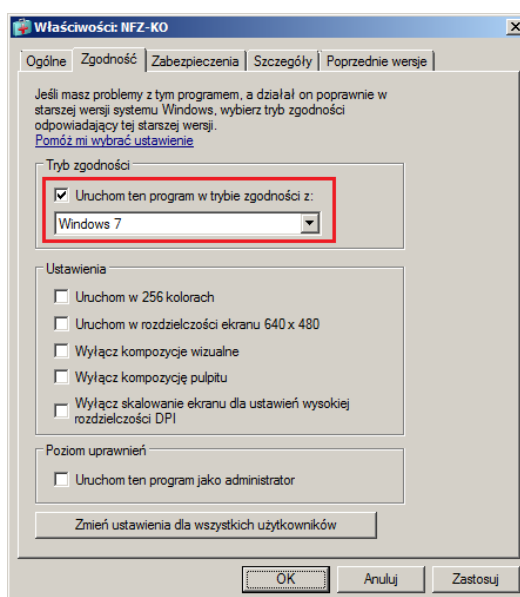 Właściwości: NFZ-KO
Ogólne Zgodność Zabezpieczenia Szczegóły Poprzednie wersje
Jeśli masz problemy z tym programem, a działał on poprawnie w
starszej wersji systemu Windows, wybierz tryb zgodności
odpowiadający tej starszej wersji.
Pomóż mi wybrać ustawienie
Tryb zgodności
Uruchom ten program w trybie zgodności z:
Windows 7
Ustawienia
Uruchom w 256 kolorach
Uruchom w rozdzielczości ekranu 640 x 480
Wyłącz kompozycje wizualne
Wyłącz kompozycję pulpitu
Wyłącz skalowanie ekranu dla ustawień wysokiej
rozdzielczości DPI
Poziom uprawnień
Uruchom ten program jako administrator
Zmień ustawienia dla wszystkich użytkowników
OK Anuluj Zastosuj